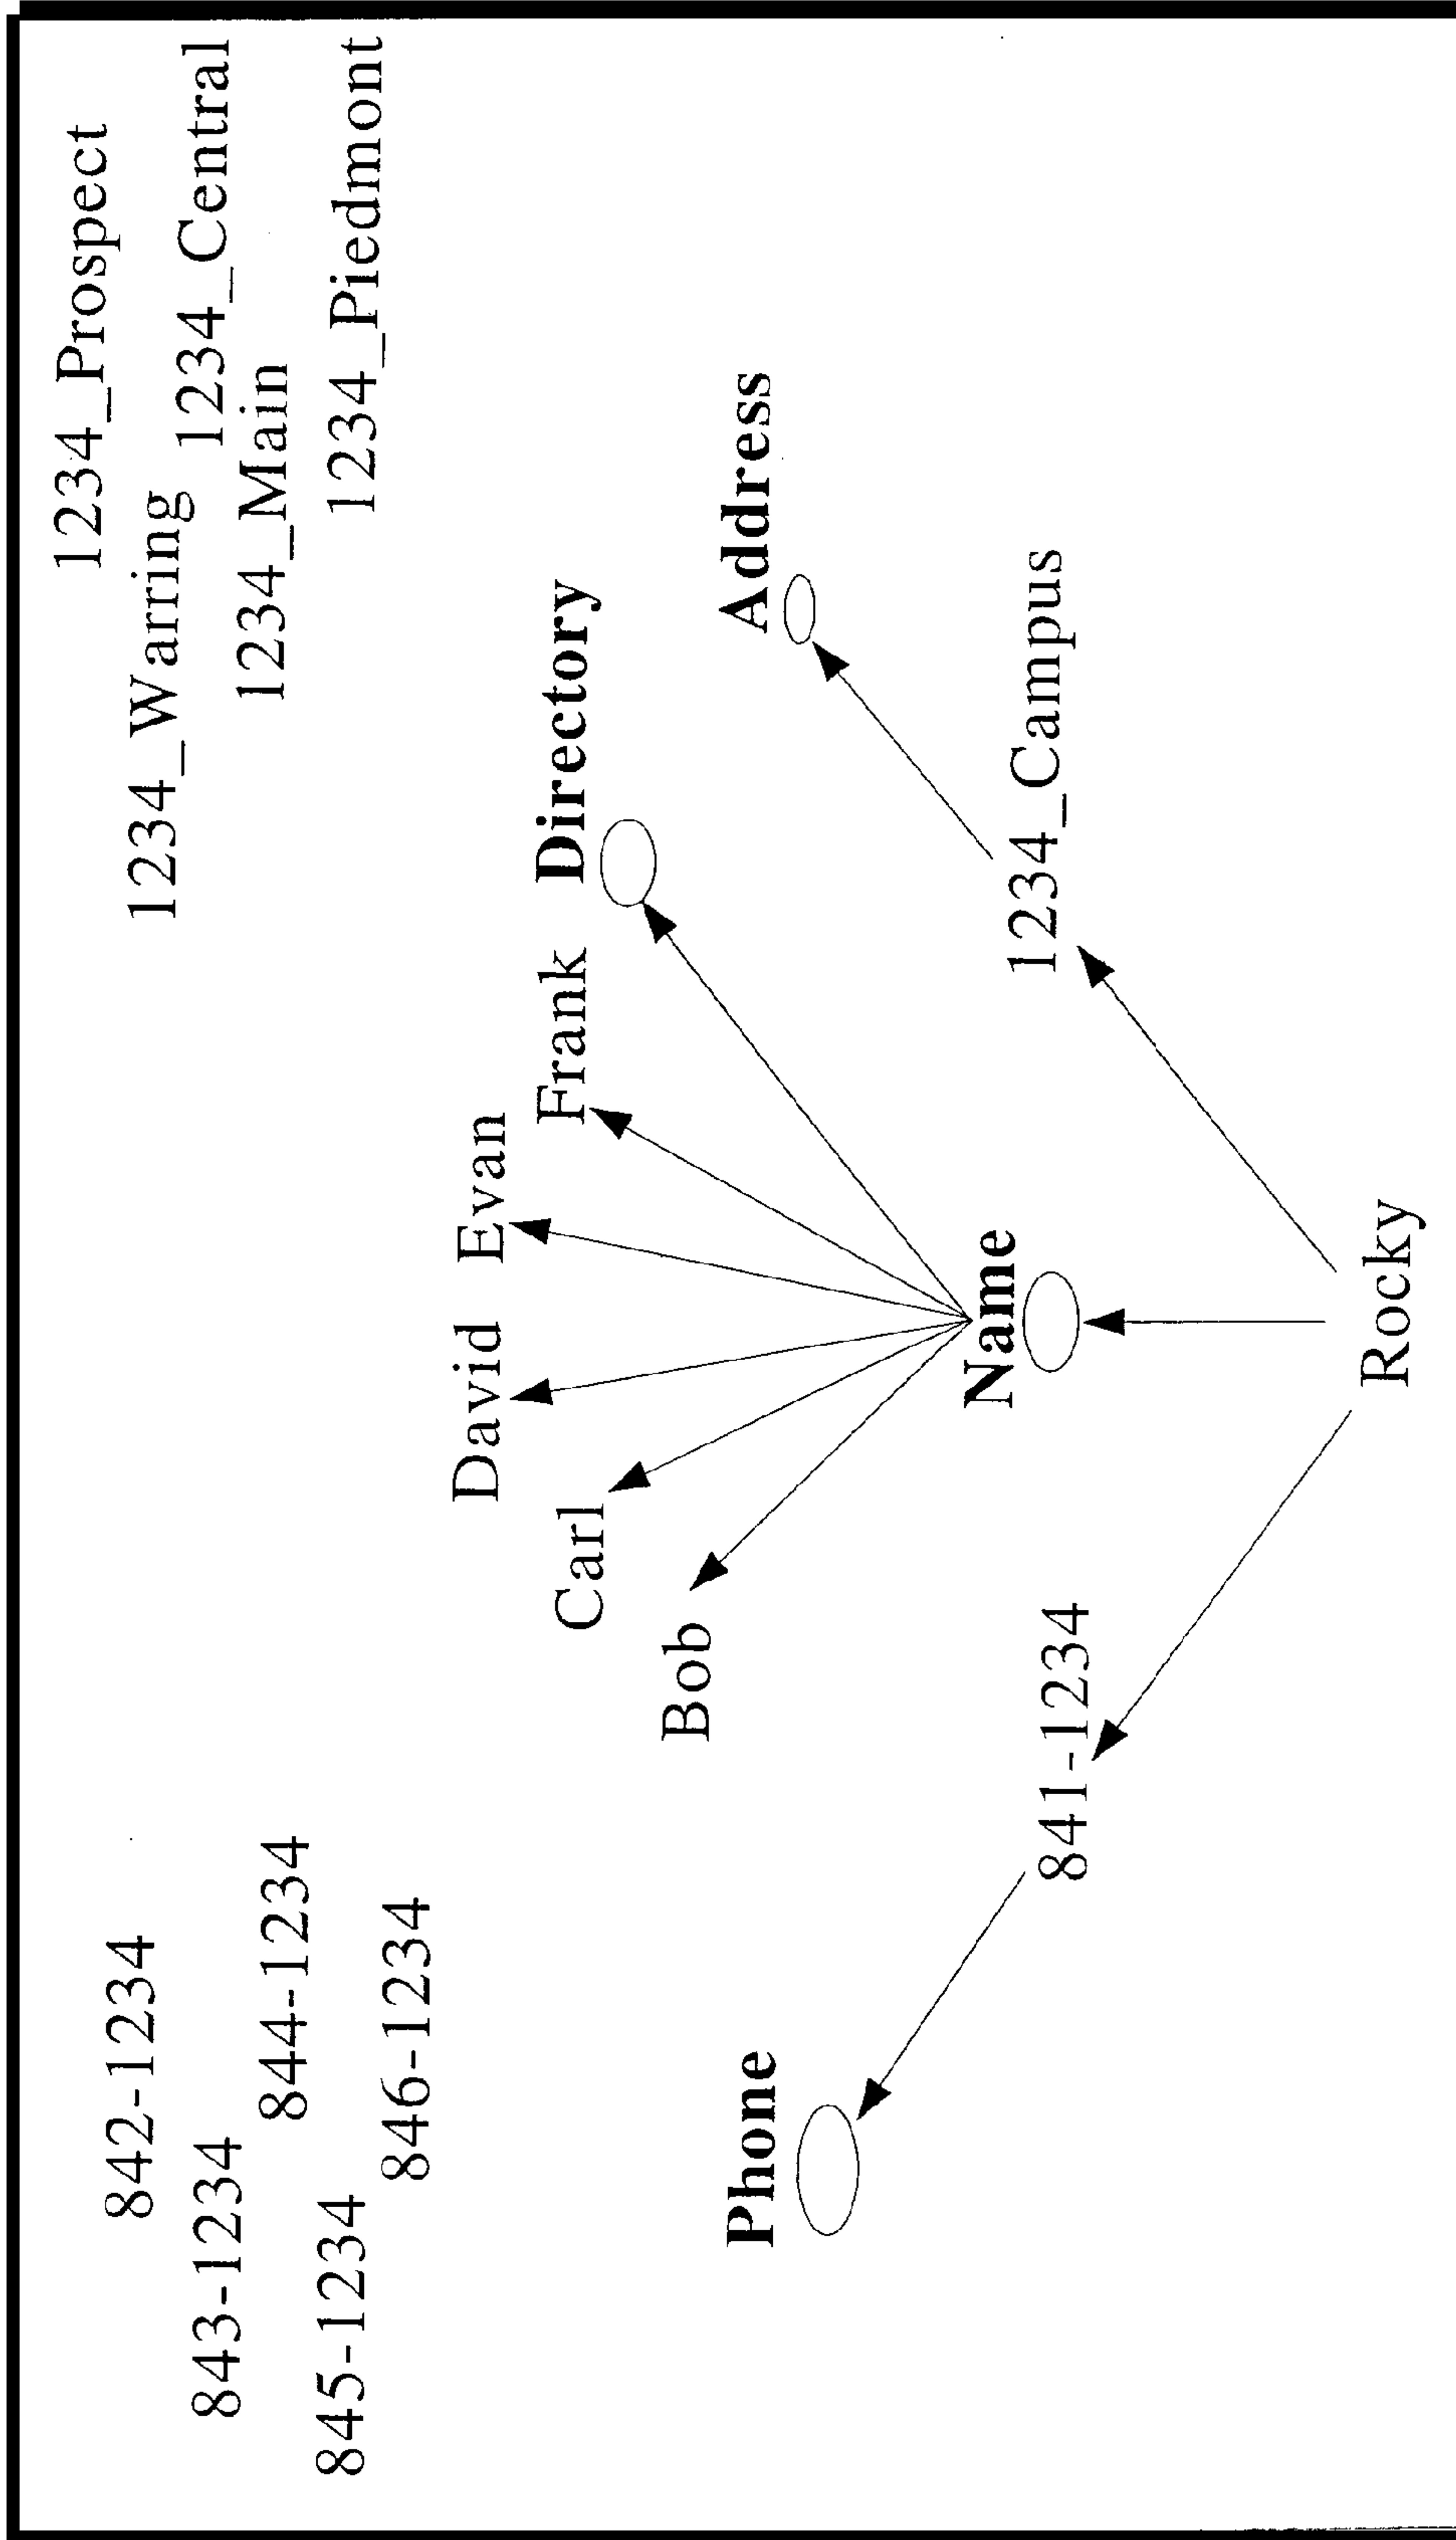 842-1234
1234_Prospect
843-1234
1234_Warring
1234_Central
844-1234
1234_Main
845-1234
1234_Piedmont
846-1234
David
Evan
Carl
Frank
Directory
Bob
Phone
Address
Name
841-1234
1234_Campus
Rocky